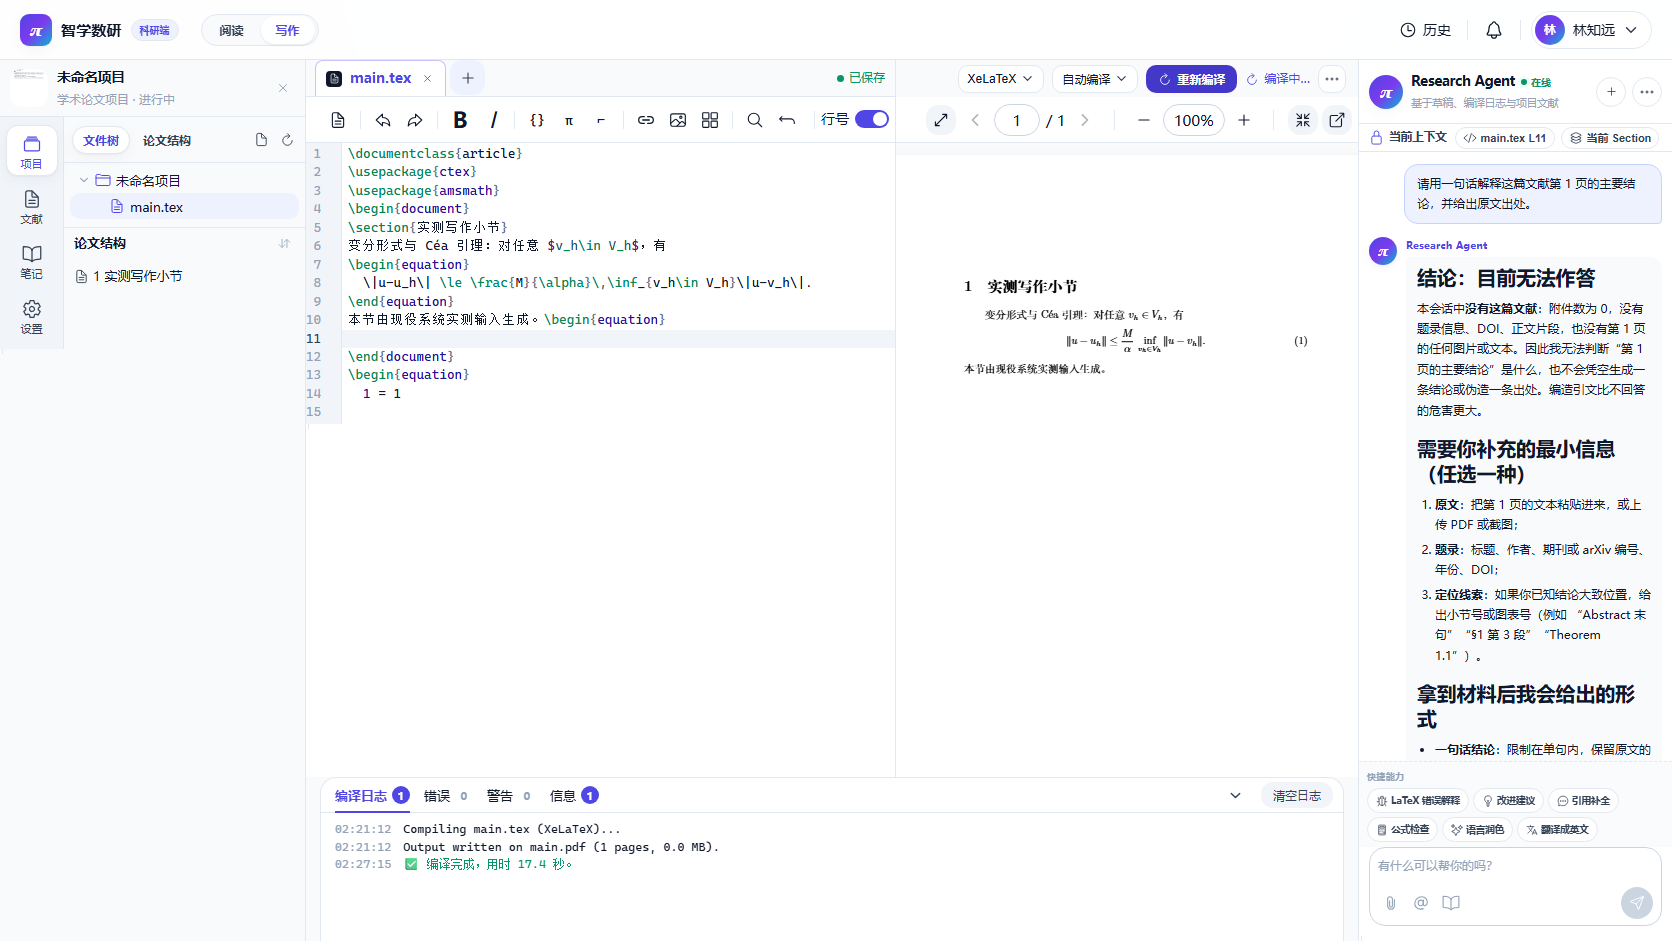 π 智学数研 科研端 阅读 写作 历史 林 林知远
未命名项目
学术论文项目 · 进行中
项目
文献
笔记
设置
文件树 论文结构
未命名项目
main.tex
论文结构
1 实测写作小节
main.tex × + 已保存
B I {} π ⌐ 行号
1 \documentclass{article}
2 \usepackage{ctex}
3 \usepackage{amsmath}
4 \begin{document}
5 \section{实测写作小节}
6 变分形式与 Céa 引理: 对任意 $v_h\in V_h$, 有
7 \begin{equation}
8 \|u-u_h\| \le \frac{M}{\alpha}\,\inf_{v_h\in V_h}\|u-v_h\|.
9 \end{equation}
10 本节由现役系统实测输入生成。\begin{equation}
11
12 \end{document}
13 \begin{equation}
14 1 = 1
15
XeLaTeX 自动编译 重新编译 编译中...
1 / 1 100%
1 实测写作小节
变分形式与 Céa 引理: 对任意 v_h ∈ V_h, 有
‖u − u_h‖ ≤ M/α inf_{v_h∈V_h} ‖u − v_h‖. (1)
本节由现役系统实测输入生成。
编译日志 1 错误 0 警告 0 信息 1 清空日志
02:21:12 Compiling main.tex (XeLaTeX)...
02:21:12 Output written on main.pdf (1 pages, 0.0 MB).
02:27:15 ✅ 编译完成, 用时 17.4 秒。
π Research Agent 在线
基于草稿、编译日志与项目文献
当前上下文 </> main.tex L11 当前 Section
请用一句话解释这篇文献第 1 页的主要结
论，并给出原文出处。
π Research Agent
结论：目前无法作答
本会话中没有这篇文献：附件数为 0，没有
题录信息、DOI、正文片段，也没有第 1 页
的任何图片或文本。因此我无法判断“第 1
页的主要结论”是什么，也不会凭空生成一
条结论或伪造一条出处。编造引文比不回答
的危害更大。
需要你补充的最小信息
（任选一种）
1. 原文：把第 1 页的文本粘贴进来，或上
传 PDF 或截图；
2. 题录：标题、作者、期刊或 arXiv 编号、
年份、DOI；
3. 定位线索：如果你已知结论大致位置，给
出小节号或图表号（例如 “Abstract 末
句” “§1 第 3 段” “Theorem
1.1”）。
拿到材料后我会给出的形
式
• 一句话结论：限制在单句内，保留原文的
快捷能力
LaTeX 错误解释 改进建议 引用补全
公式检查 语言润色 翻译成英文
有什么可以帮你的吗?
@